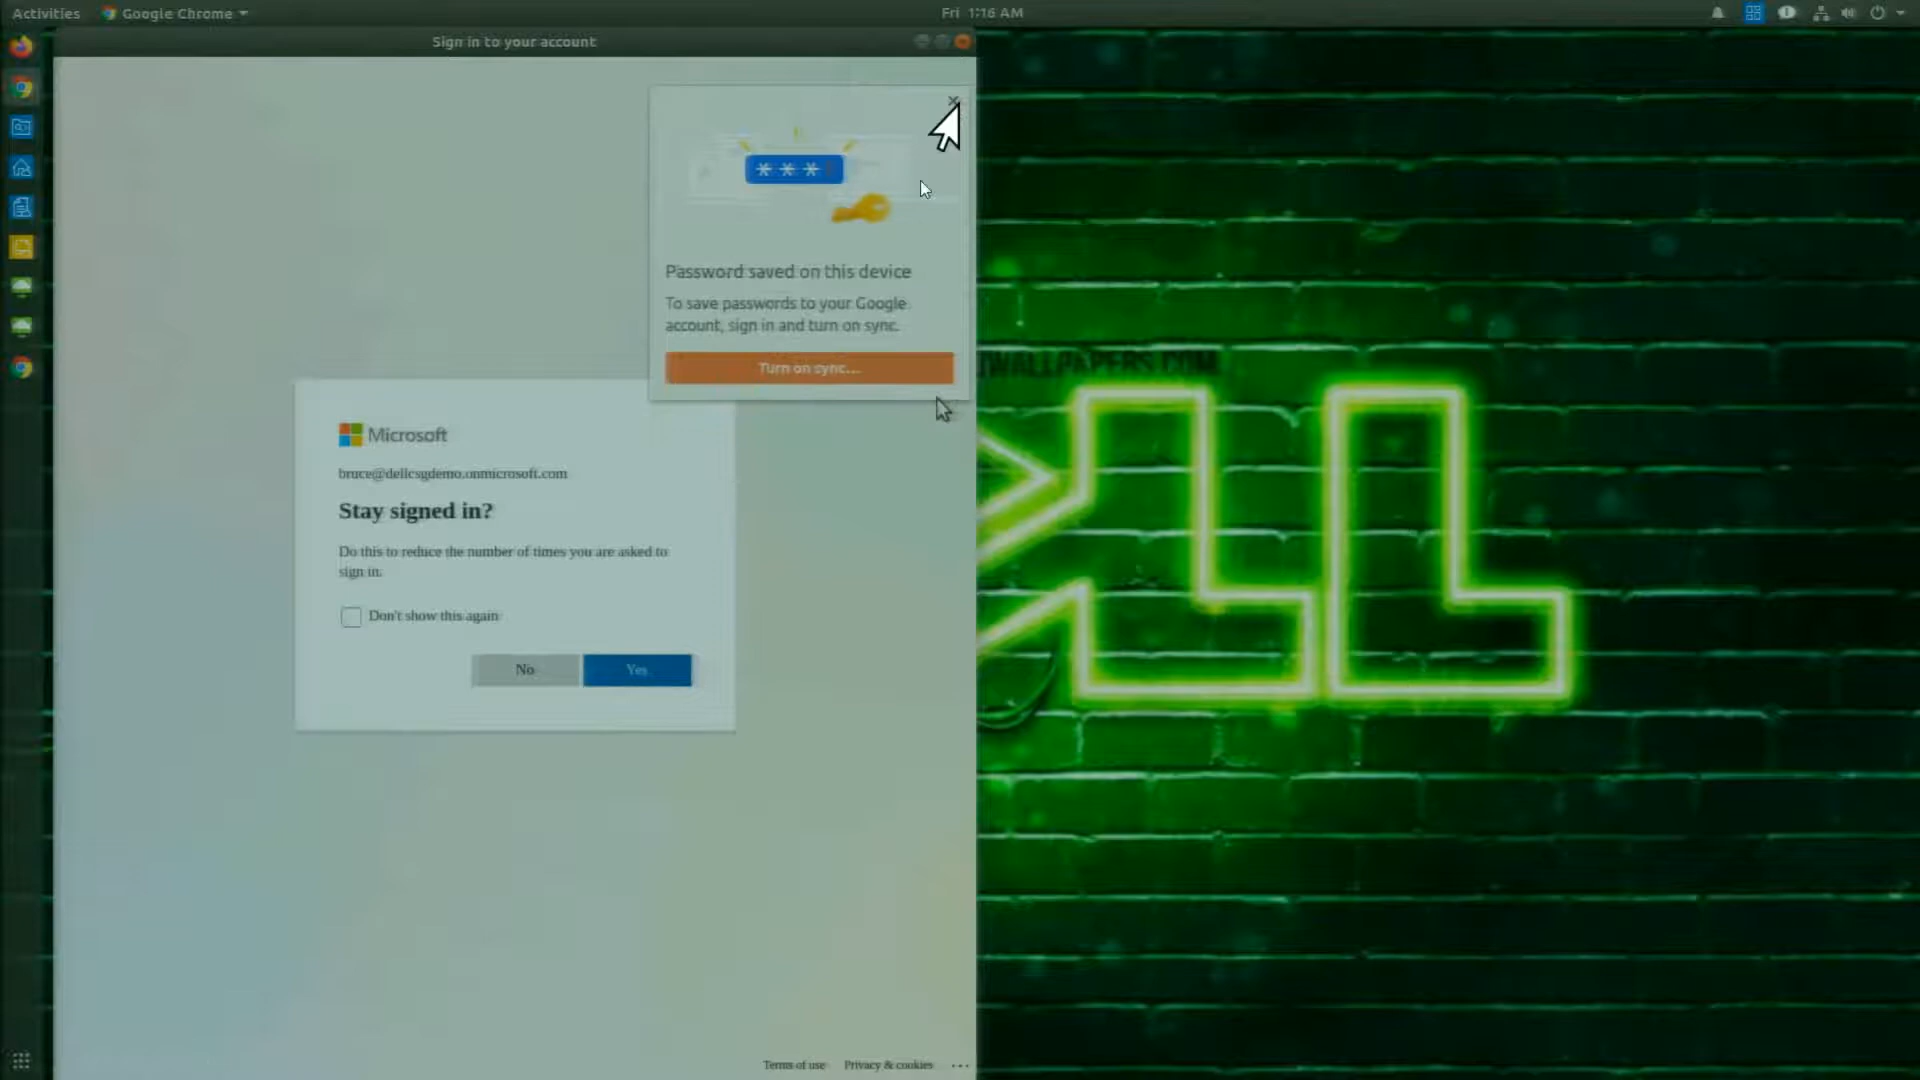 Activities
Google Chrome
Fri 1:16 AM
Sign in to your account
***
Password saved on this device
To save passwords to your Google
account, sign in and turn on sync.
Turn on sync...
Microsoft
bruce@dellcsgdemo.onmicrosoft.com
Stay signed in?
Do this to reduce the number of times you are asked to
sign in.
Don't show this again
No
Yes
Terms of use
Privacy & cookies
...
WALLPAPERS.COM
LL